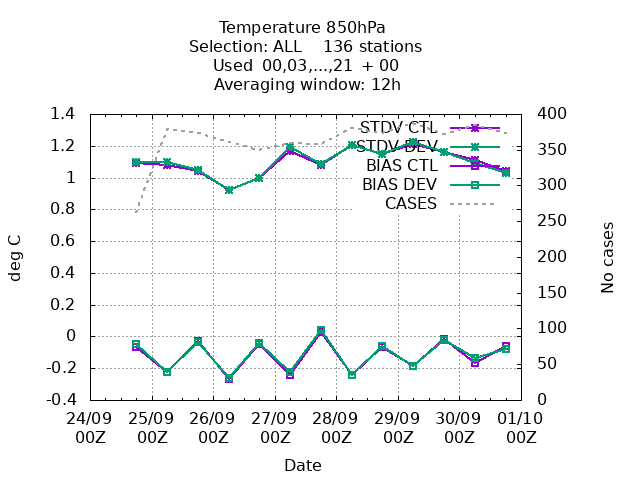 Temperature 850hPa
Selection: ALL 136 stations
Used 00,03,...,21 + 00
Averaging window: 12h
1.4 400
STDV CTL
1.2 350
STDV DEV
BIAS CTL
1 300
BIAS DEV
0.8 250
CASES
0.6
0.4 200
0.2 150
0 100
-0.2 50
-0.4 0
deg C
No cases
24/09 25/09 26/09 27/09 28/09 29/09 30/09 01/10
00Z 00Z 00Z 00Z 00Z 00Z 00Z 00Z
Date